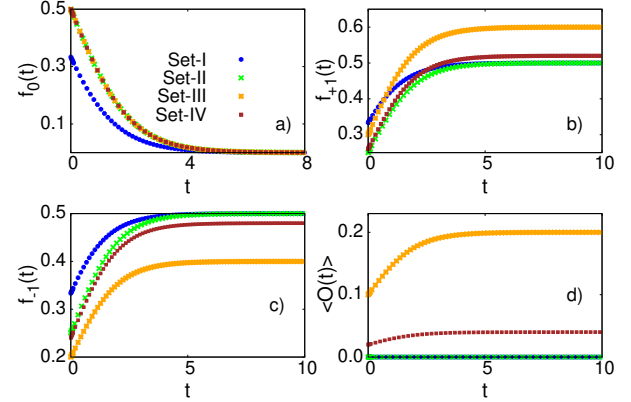 0.5
0.3
0.1
f0(t)
0
4
8
t
Set-I
Set-II
Set-III
Set-IV
a)
0.6
0.5
0.4
0.3
f+1(t)
0
5
10
t
b)
0.5
0.4
0.3
0.2
f-1(t)
0
5
10
t
c)
0.2
0.1
0.0
<O(t)>
0
5
10
t
d)